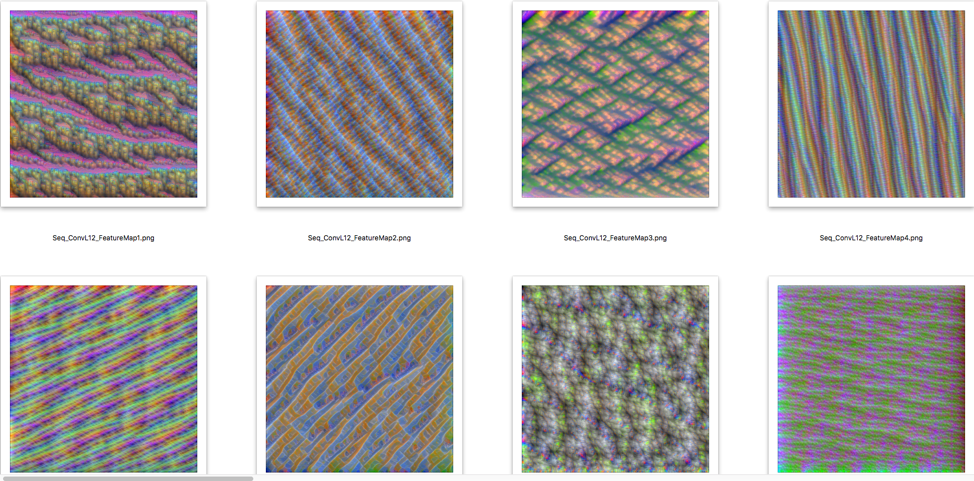 Seq_ConvL12_FeatureMap1.png
Seq_ConvL12_FeatureMap2.png
Seq_ConvL12_FeatureMap3.png
Seq_ConvL12_FeatureMap4.png